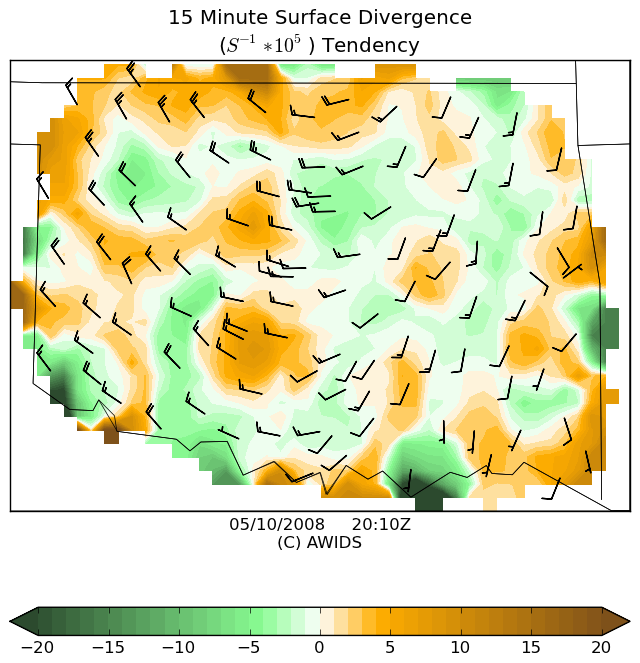 15 Minute Surface Divergence
(S⁻¹ * 10⁵ ) Tendency
05/10/2008 20:10Z
(C) AWIDS
−20 −15 −10 −5 0 5 10 15 20